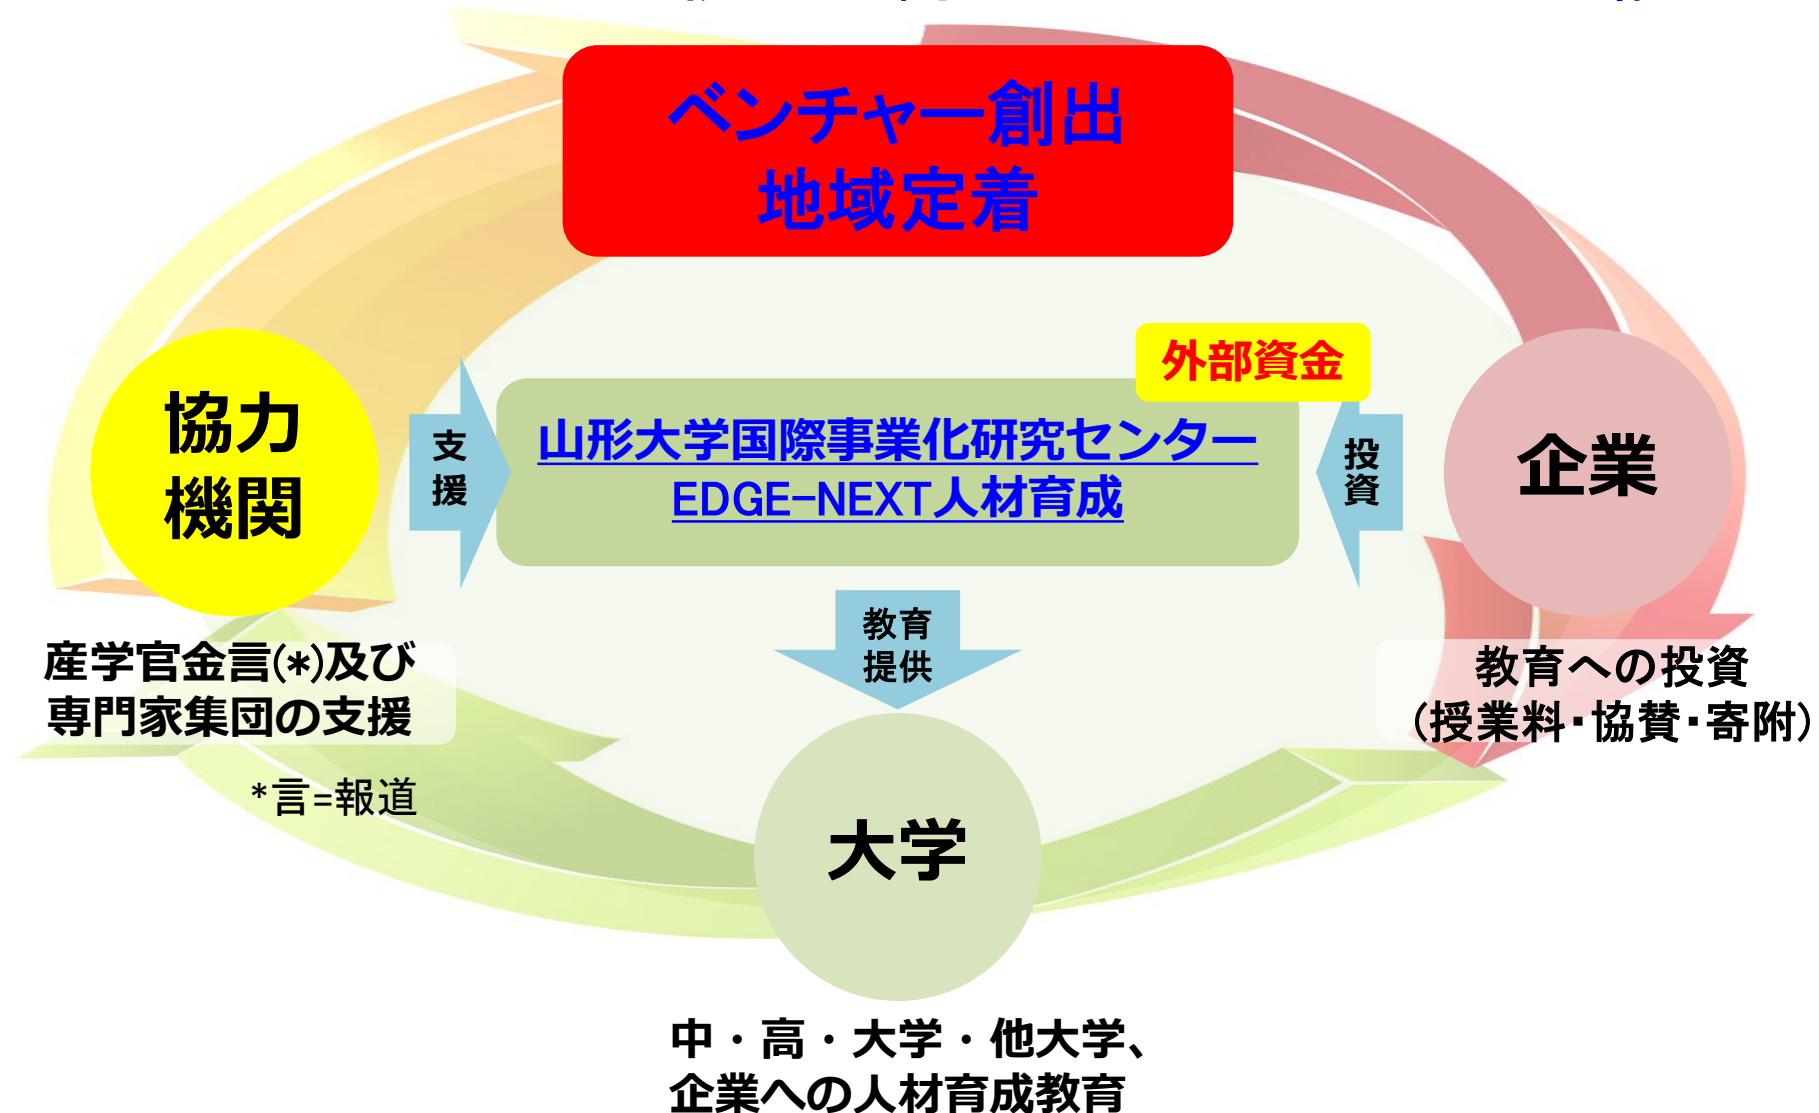 ベンチャー創出
地域定着
外部資金
協力
機関
支
援
山形大学国際事業化研究センター
EDGE-NEXT人材育成
投
資
企業
教育
提供
産学官金言(*)及び
専門家集団の支援
*言=報道
教育への投資
(授業料・協賛・寄附)
大学
中・高・大学・他大学、
企業への人材育成教育